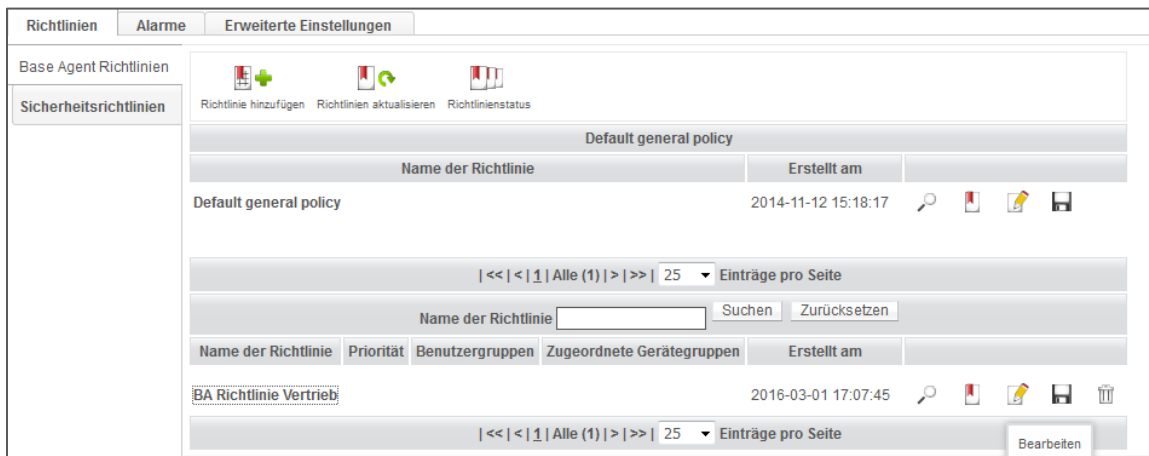 Richtlinien Alarme Erweiterte Einstellungen
Base Agent Richtlinien
Sicherheitsrichtlinien
Richtlinie hinzufügen Richtlinien aktualisieren Richtlinienstatus
Default general policy
Name der Richtlinie Erstellt am
Default general policy 2014-11-12 15:18:17
| << | < | 1 | Alle (1) | > | >> | 25 Einträge pro Seite
Name der Richtlinie Suchen Zurücksetzen
Name der Richtlinie Priorität Benutzergruppen Zugeordnete Gerätegruppen Erstellt am
BA Richtlinie Vertrieb 2016-03-01 17:07:45
| << | < | 1 | Alle (1) | > | >> | 25 Einträge pro Seite
Bearbeiten